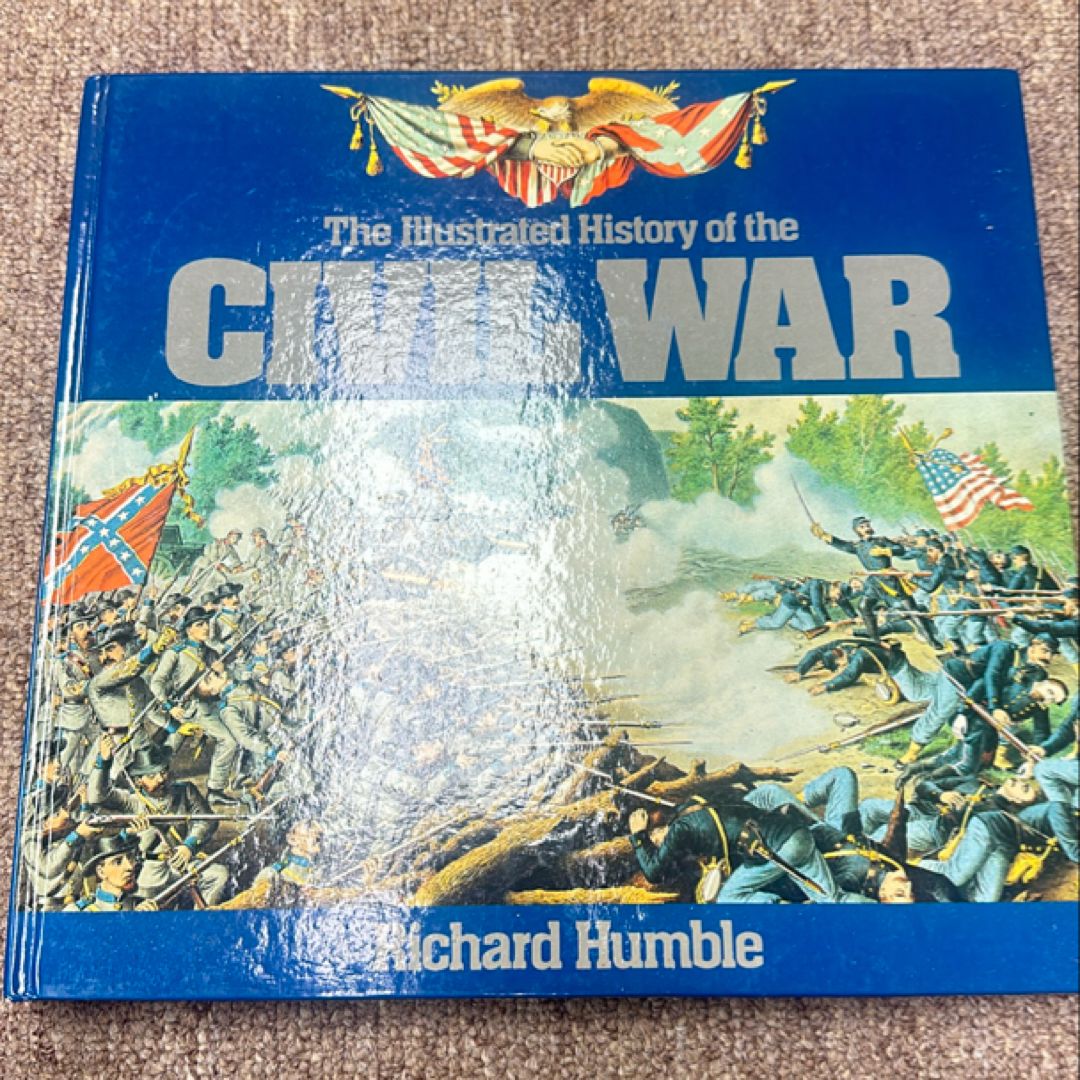 The Illustrated History of the
CIVIL WAR
Richard Humble